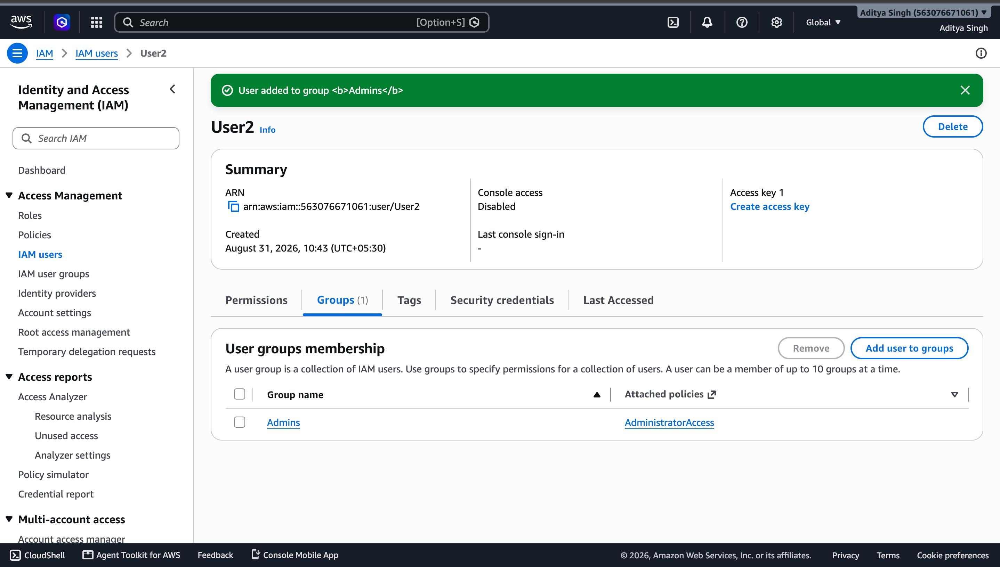 aws
Search
[Option+S]
Global
Aditya Singh (563076671061)
Aditya Singh
IAM
IAM users
User2
Identity and Access
Management (IAM)
Search IAM
Dashboard
Access Management
Roles
Policies
IAM users
IAM user groups
Identity providers
Account settings
Root access management
Temporary delegation requests
Access reports
Access Analyzer
Resource analysis
Unused access
Analyzer settings
Policy simulator
Credential report
Multi-account access
Account access manager
User added to group <b>Admins</b>
User2 Info
Delete
Summary
ARN
arn:aws:iam::563076671061:user/User2
Created
August 31, 2026, 10:43 (UTC+05:30)
Console access
Disabled
Last console sign-in
-
Access key 1
Create access key
Permissions
Groups (1)
Tags
Security credentials
Last Accessed
User groups membership
Remove
Add user to groups
A user group is a collection of IAM users. Use groups to specify permissions for a collection of users. A user can be a member of up to 10 groups at a time.
Group name
Attached policies
Admins
AdministratorAccess
CloudShell
Agent Toolkit for AWS
Feedback
Console Mobile App
© 2026, Amazon Web Services, Inc. or its affiliates.
Privacy
Terms
Cookie preferences